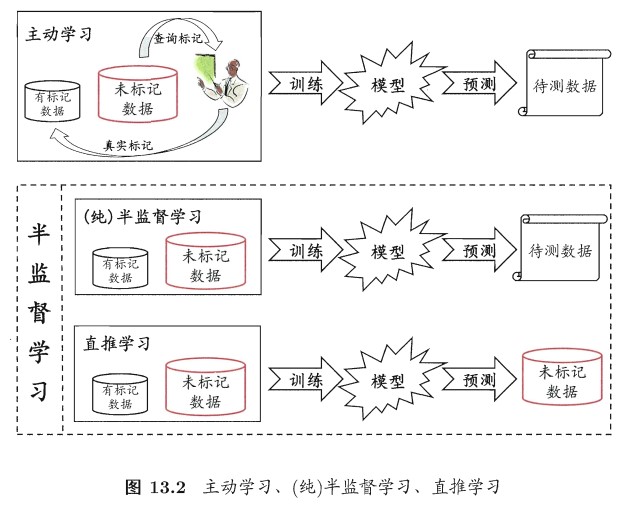 主动学习
查询标记
有标记
数据
未标记
数据
真实标记
训练
模型
预测
待测数据
半监督学习
(纯)半监督学习
有标记
数据
未标记
数据
训练
模型
预测
待测数据
直推学习
有标记
数据
未标记
数据
训练
模型
预测
未标记
数据
图 13.2 主动学习、(纯)半监督学习、直推学习